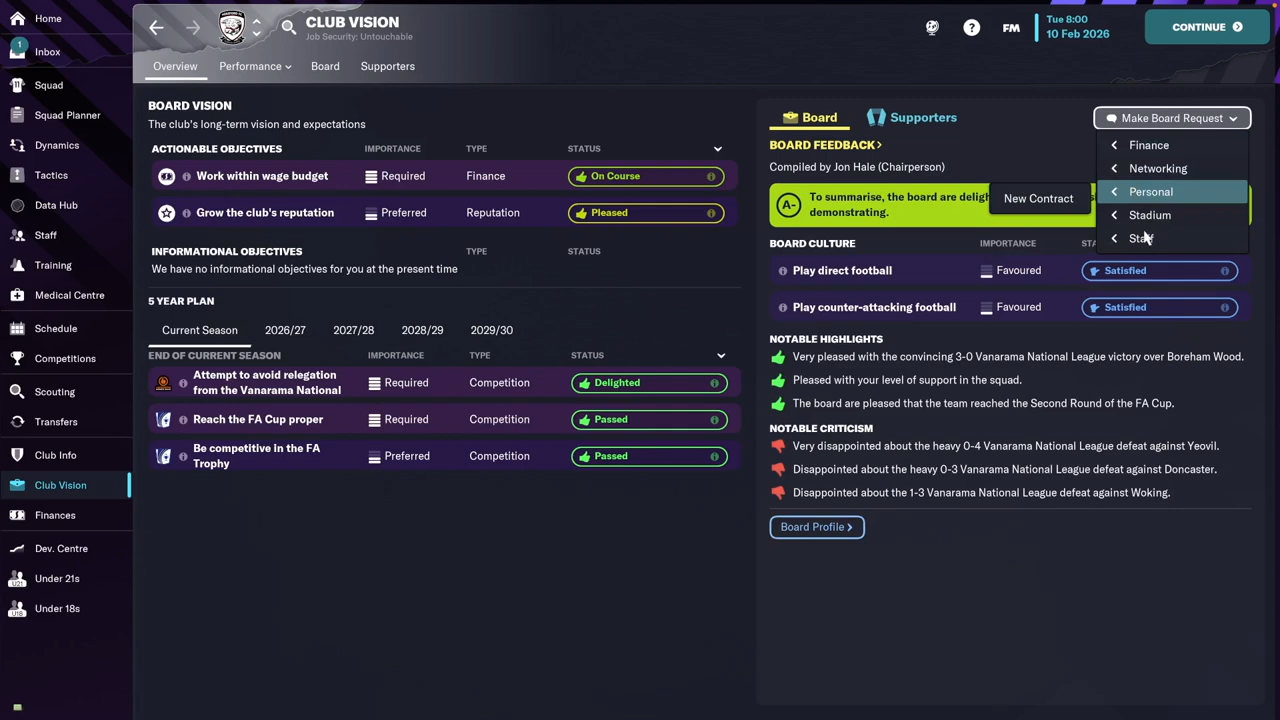 Home
1
Inbox
Squad
Squad Planner
Dynamics
Tactics
Data Hub
Staff
Training
Medical Centre
Schedule
Competitions
Scouting
Transfers
Club Info
Club Vision
Finances
Dev. Centre
U21
Under 21s
U18
Under 18s
CLUB VISION
Job Security: Untouchable
FM
Tue 8:00
10 Feb 2026
CONTINUE
Overview
Performance
Board
Supporters
BOARD VISION
The club's long-term vision and expectations
ACTIONABLE OBJECTIVES IMPORTANCE TYPE STATUS
Work within wage budget Required Finance On Course
Grow the club's reputation Preferred Reputation Pleased
INFORMATIONAL OBJECTIVES TYPE STATUS
We have no informational objectives for you at the present time
5 YEAR PLAN
Current Season 2026/27 2027/28 2028/29 2029/30
END OF CURRENT SEASON IMPORTANCE TYPE STATUS
Attempt to avoid relegation
from the Vanarama National Required Competition Delighted
Reach the FA Cup proper Required Competition Passed
Be competitive in the FA
Trophy Preferred Competition Passed
Board Supporters
Make Board Request
Finance
Networking
Personal
Stadium
Staff
New Contract
BOARD FEEDBACK
Compiled by Jon Hale (Chairperson)
A-
To summarise, the board are
demonstrating.
BOARD CULTURE IMPORTANCE
Play direct football Favoured Satisfied
Play counter-attacking football Favoured Satisfied
NOTABLE HIGHLIGHTS
Very pleased with the convincing 3-0 Vanarama National League victory over Boreham Wood.
Pleased with your level of support in the squad.
The board are pleased that the team reached the Second Round of the FA Cup.
NOTABLE CRITICISM
Very disappointed about the heavy 0-4 Vanarama National League defeat against Yeovil.
Disappointed about the heavy 0-3 Vanarama National League defeat against Doncaster.
Disappointed about the 1-3 Vanarama National League defeat against Woking.
Board Profile